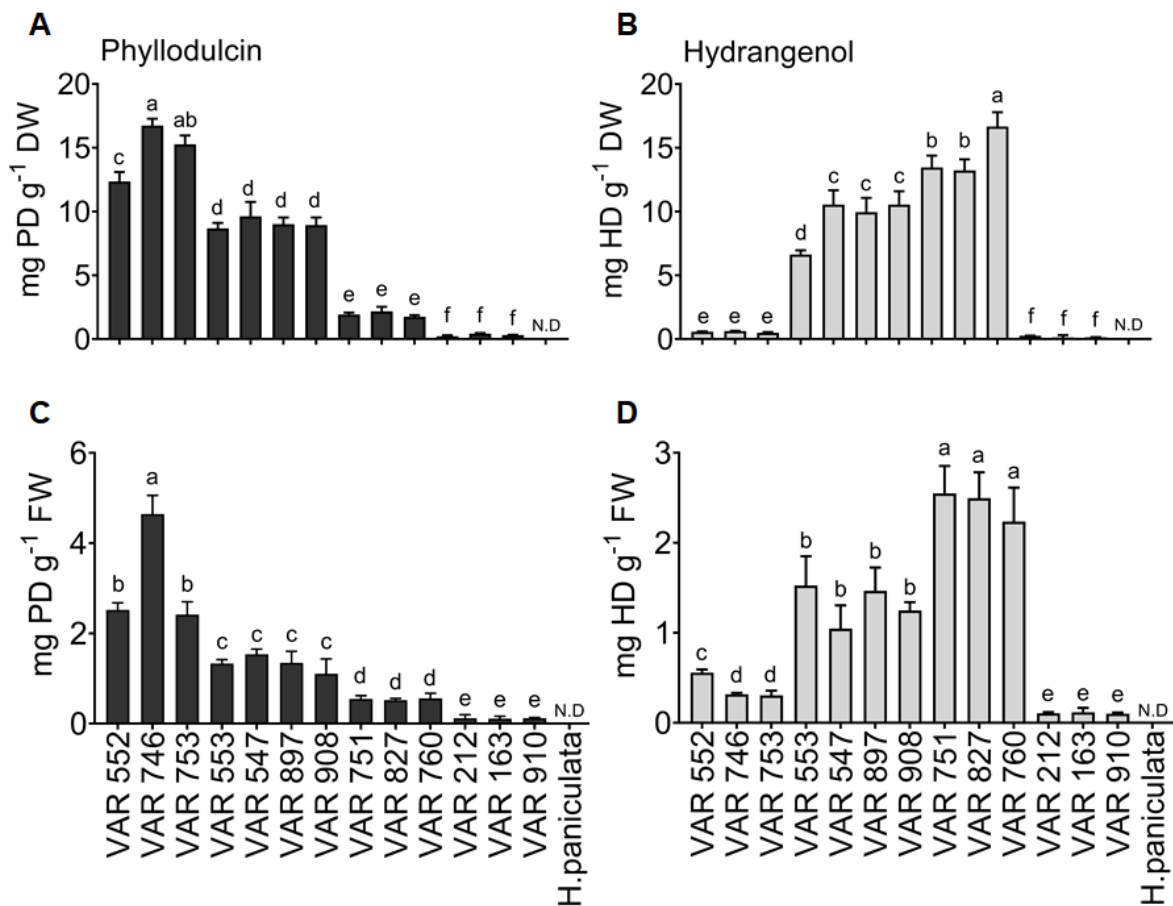 A
Phyllodulcin
mg PD g⁻¹ DW
20
15
10
5
0
c a ab d d d d e e e f f f N.D
B
Hydrangenol
mg HD g⁻¹ DW
20
15
10
5
0
e e e d c c c b b a f f f N.D
C
mg PD g⁻¹ FW
6
4
2
0
b a b c c c c d d d e e e N.D
VAR 552
VAR 746
VAR 753
VAR 553
VAR 547
VAR 897
VAR 908
VAR 751
VAR 827
VAR 760
VAR 212
VAR 163
VAR 910
H.paniculata
D
mg HD g⁻¹ FW
3
2
1
0
c d d b b b b a a a e e e N.D
VAR 552
VAR 746
VAR 753
VAR 553
VAR 547
VAR 897
VAR 908
VAR 751
VAR 827
VAR 760
VAR 212
VAR 163
VAR 910
H.paniculata